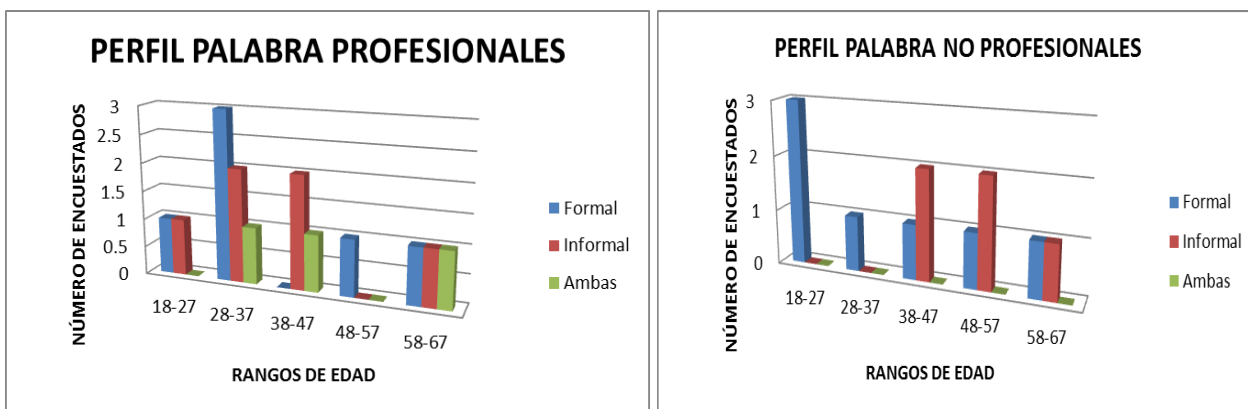 PERFIL PALABRA PROFESIONALES
NÚMERO DE ENCUESTADOS
3
2.5
2
1.5
1
0.5
0
18-27
28-37
38-47
48-57
58-67
RANGOS DE EDAD
Formal
Informal
Ambas
PERFIL PALABRA NO PROFESIONALES
NÚMERO DE ENCUESTADOS
3
2
1
0
18-27
28-37
38-47
48-57
58-67
RANGOS DE EDAD
Formal
Informal
Ambas